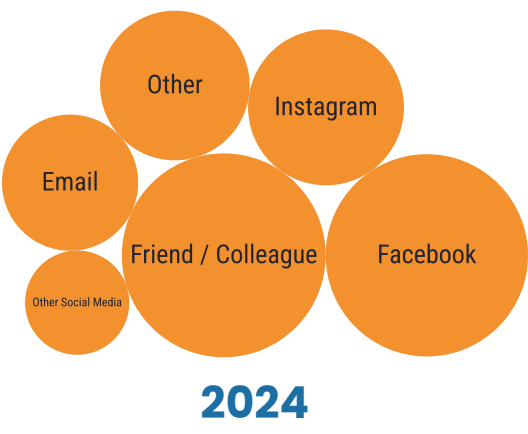 Other
Instagram
Email
Friend / Colleague
Facebook
Other Social Media
2024